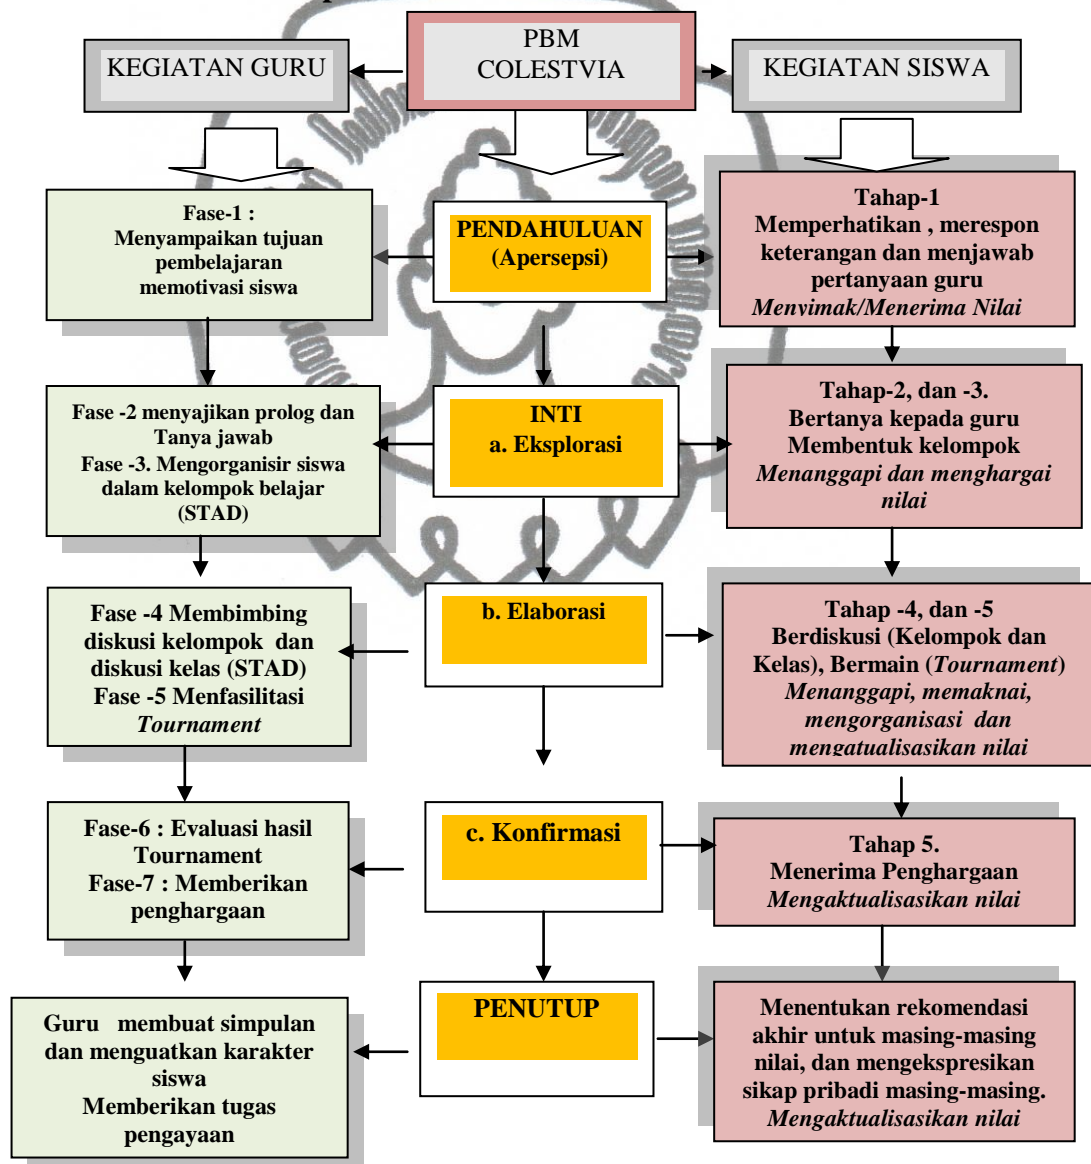 PBM
COLESTVIA
KEGIATAN GURU
KEGIATAN SISWA
Fase-1 :
Menyampaikan tujuan
pembelajaran
memotivasi siswa
PENDAHULUAN
(Apersepsi)
Tahap-1
Memperhatikan , merespon
keterangan dan menjawab
pertanyaan guru
Menyimak/Menerima Nilai
Fase -2 menyajikan prolog dan
Tanya jawab
Fase -3. Mengorganisir siswa
dalam kelompok belajar
(STAD)
INTI
a. Eksplorasi
Tahap-2, dan -3.
Bertanya kepada guru
Membentuk kelompok
Menanggapi dan menghargai
nilai
Fase -4 Membimbing
diskusi kelompok dan
diskusi kelas (STAD)
Fase -5 Menfasilitasi
Tournament
b. Elaborasi
Tahap -4, dan -5
Berdiskusi (Kelompok dan
Kelas), Bermain (Tournament)
Menanggapi, memaknai,
mengorganisasi dan
mengatualisasikan nilai
Fase-6 : Evaluasi hasil
Tournament
Fase-7 : Memberikan
penghargaan
c. Konfirmasi
Tahap 5.
Menerima Penghargaan
Mengaktualisasikan nilai
Guru membuat simpulan
dan menguatkan karakter
siswa
Memberikan tugas
pengayaan
PENUTUP
Menentukan rekomendasi
akhir untuk masing-masing
nilai, dan mengekspresikan
sikap pribadi masing-masing.
Mengaktualisasikan nilai